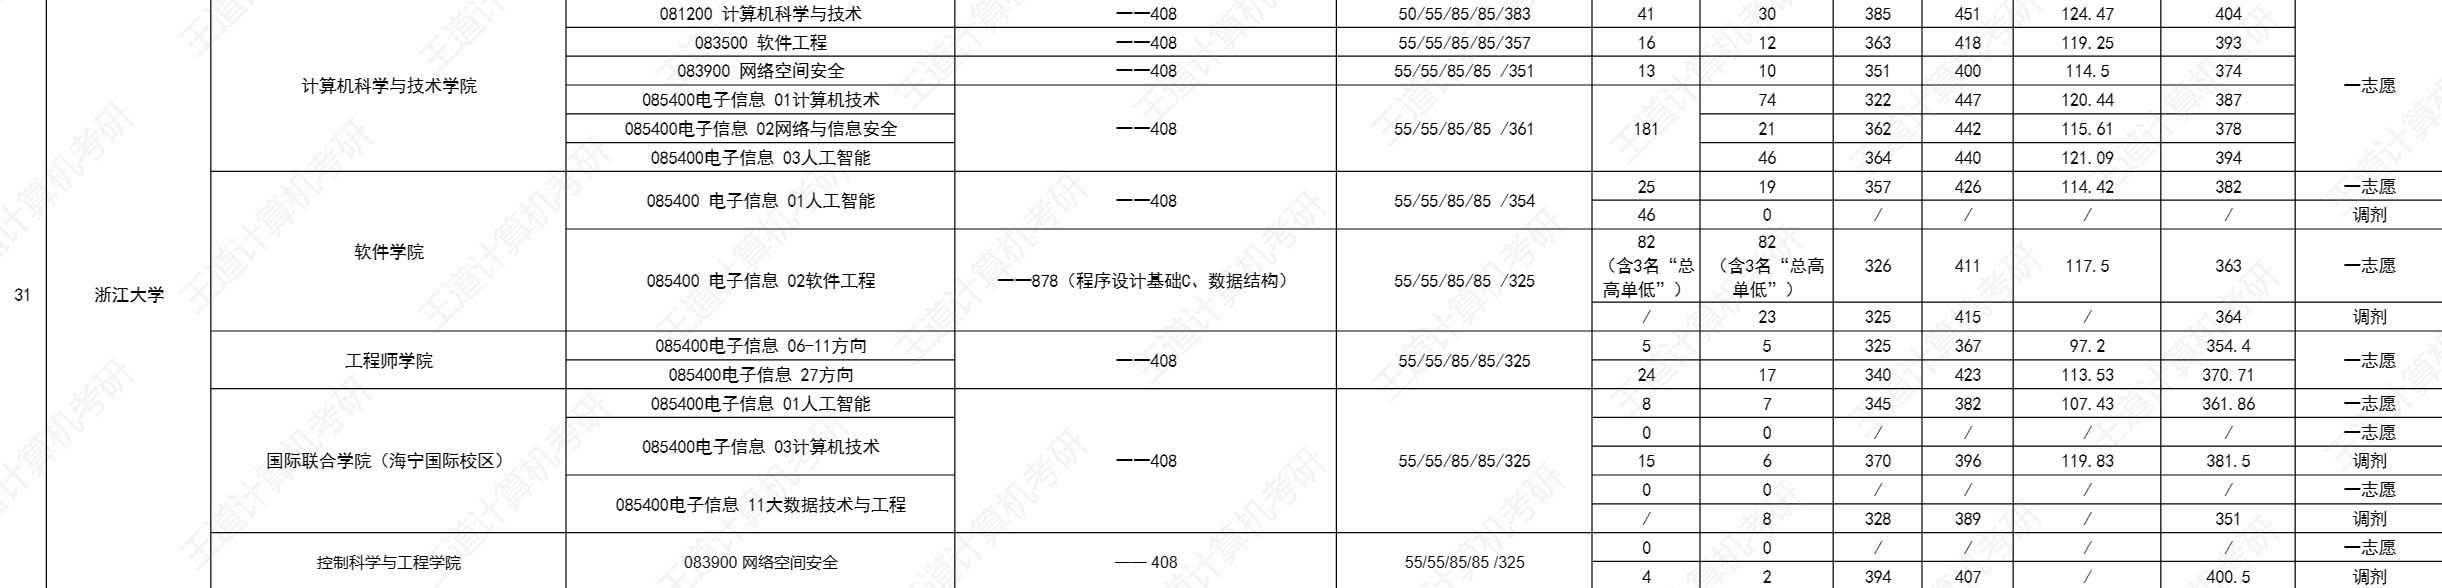 081200 计算机科学与技术 ——408 50/55/85/85/383 41 30 385 451 124.47 404
083500 软件工程 ——408 55/55/85/85/357 16 12 363 418 119.25 393
083900 网络空间安全 ——408 55/55/85/85 /351 13 10 351 400 114.5 374
计算机科学与技术学院 一志愿
085400电子信息 01计算机技术 74 322 447 120.44 387
085400电子信息 02网络与信息安全 ——408 55/55/85/85 /361 181 21 362 442 115.61 378
085400电子信息 03人工智能 46 364 440 121.09 394
25 19 357 426 114.42 382 一志愿
085400 电子信息 01人工智能 ——408 55/55/85/85 /354
46 0 / / / / 调剂
软件学院
82 82
（含3名“总 （含3名“总高
高单低”） 单低”）
085400 电子信息 02软件工程 ——878（程序设计基础C、数据结构） 55/55/85/85 /325 326 411 117.5 363 一志愿
31 浙江大学
/ 23 325 415 / 364 调剂
085400电子信息 06-11方向 5 5 325 367 97.2 354.4
工程师学院 ——408 55/55/85/85/325 一志愿
085400电子信息 27方向 24 17 340 423 113.53 370.71
085400电子信息 01人工智能 8 7 345 382 107.43 361.86 一志愿
0 0 / / / / 一志愿
085400电子信息 03计算机技术
国际联合学院（海宁国际校区） ——408 55/55/85/85/325
15 6 370 396 119.83 381.5 调剂
0 0 / / / / 一志愿
085400电子信息 11大数据技术与工程
/ 8 328 389 / 351 调剂
0 0 / / / / 一志愿
控制科学与工程学院 083900 网络空间安全 —— 408 55/55/85/85 /325
4 2 394 407 / 400.5 调剂
王道计算机考研